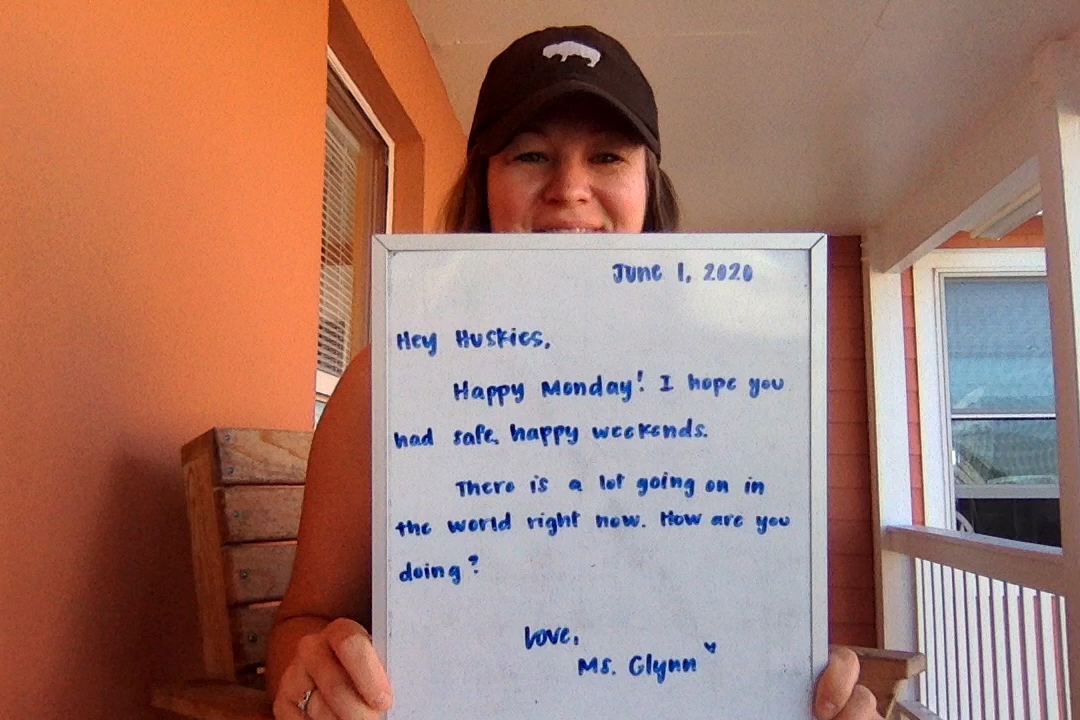 June 1, 2020
Hey Huskies,
Happy Monday! I hope you
had safe, happy weekends.
There is a lot going on in
the world right now. How are you
doing?
Love,
Ms. Glynn